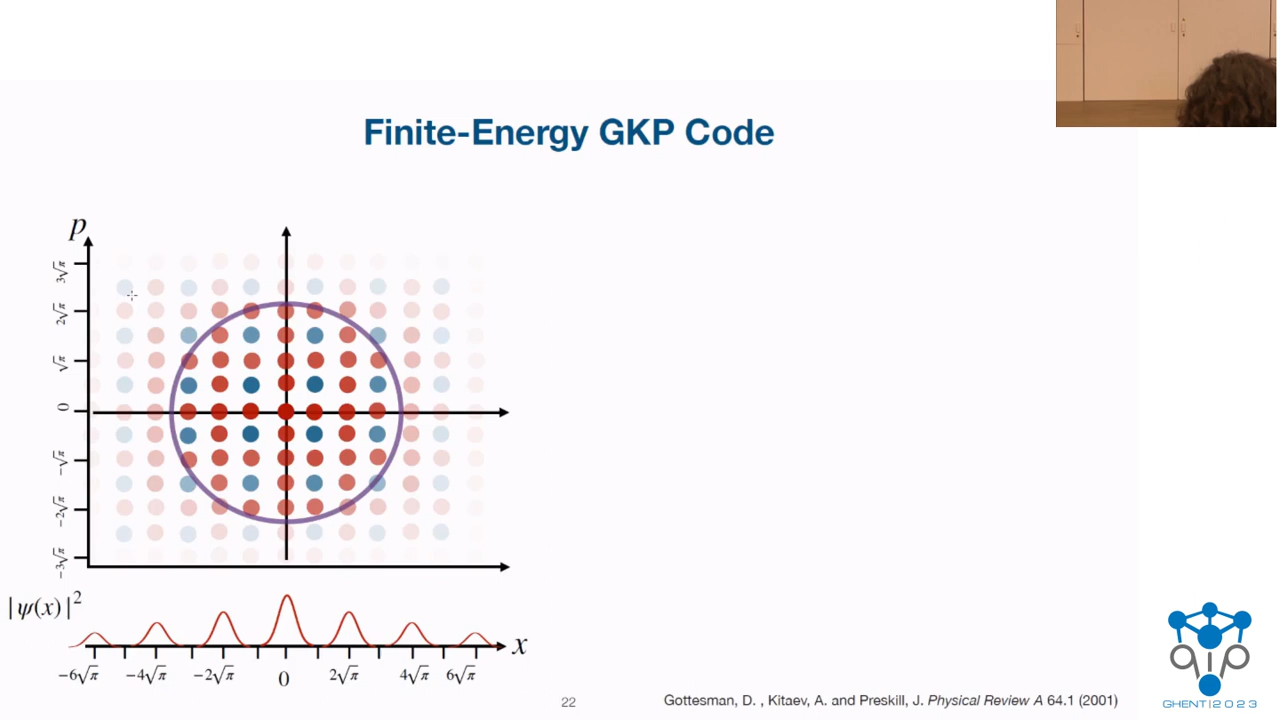 Finite-Energy GKP Code
p
3√π
2√π
√π
0
−√π
−2√π
−3√π
|ψ(x)|²
x
−6√π −4√π −2√π 0 2√π 4√π 6√π
22
Gottesman, D. , Kitaev, A. and Preskill, J. Physical Review A 64.1 (2001)
qip
GHENT|2023